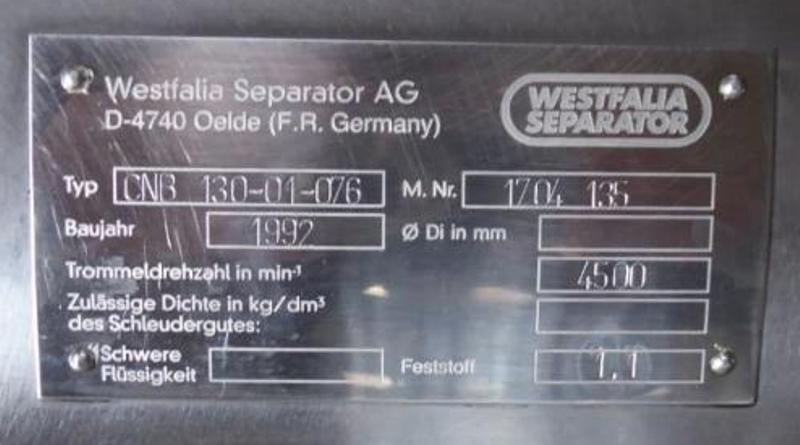 Westfalia Separator AG
D-4740 Oelde (F.R. Germany)
WESTFALIA
SEPARATOR
Typ CNB 130-01-076 M. Nr. 1704 135
Baujahr 1992 Ø Di in mm
Trommeldrehzahl in min⁻¹ 4500
Zulässige Dichte in kg/dm³
des Schleudergutes:
Schwere
Flüssigkeit
Feststoff 1,1